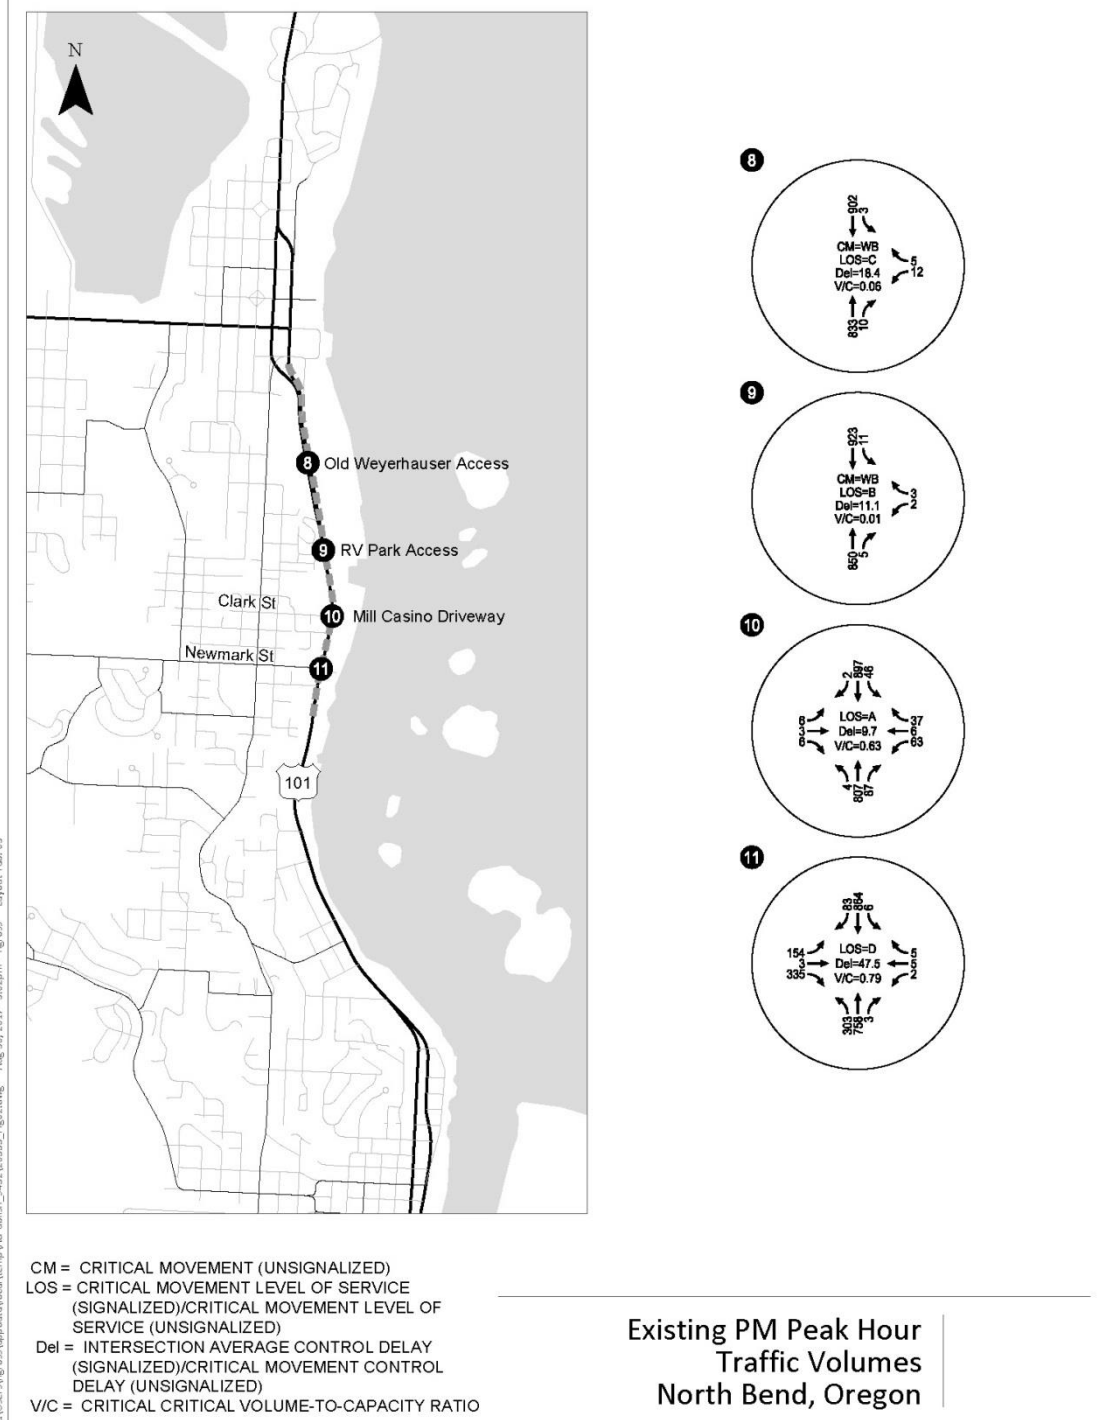 N
8 Old Weyerhauser Access
9 RV Park Access
Clark St
10 Mill Casino Driveway
Newmark St
11
101
8
902
3
CM=WB
LOS=C
Del=18.4
V/C=0.06
5
12
833
10
9
923
11
CM=WB
LOS=B
Del=11.1
V/C=0.01
3
2
850
5
10
2
897
46
6
3
6
LOS=A
Del=9.7
V/C=0.63
37
6
63
4
807
87
11
83
864
6
154
3
335
LOS=D
Del=47.5
V/C=0.79
5
5
2
303
758
3
CM = CRITICAL MOVEMENT (UNSIGNALIZED)
LOS = CRITICAL MOVEMENT LEVEL OF SERVICE
(SIGNALIZED)/CRITICAL MOVEMENT LEVEL OF
SERVICE (UNSIGNALIZED)
Del = INTERSECTION AVERAGE CONTROL DELAY
(SIGNALIZED)/CRITICAL MOVEMENT CONTROL
DELAY (UNSIGNALIZED)
V/C = CRITICAL CRITICAL VOLUME-TO-CAPACITY RATIO
Existing PM Peak Hour
Traffic Volumes
North Bend, Oregon